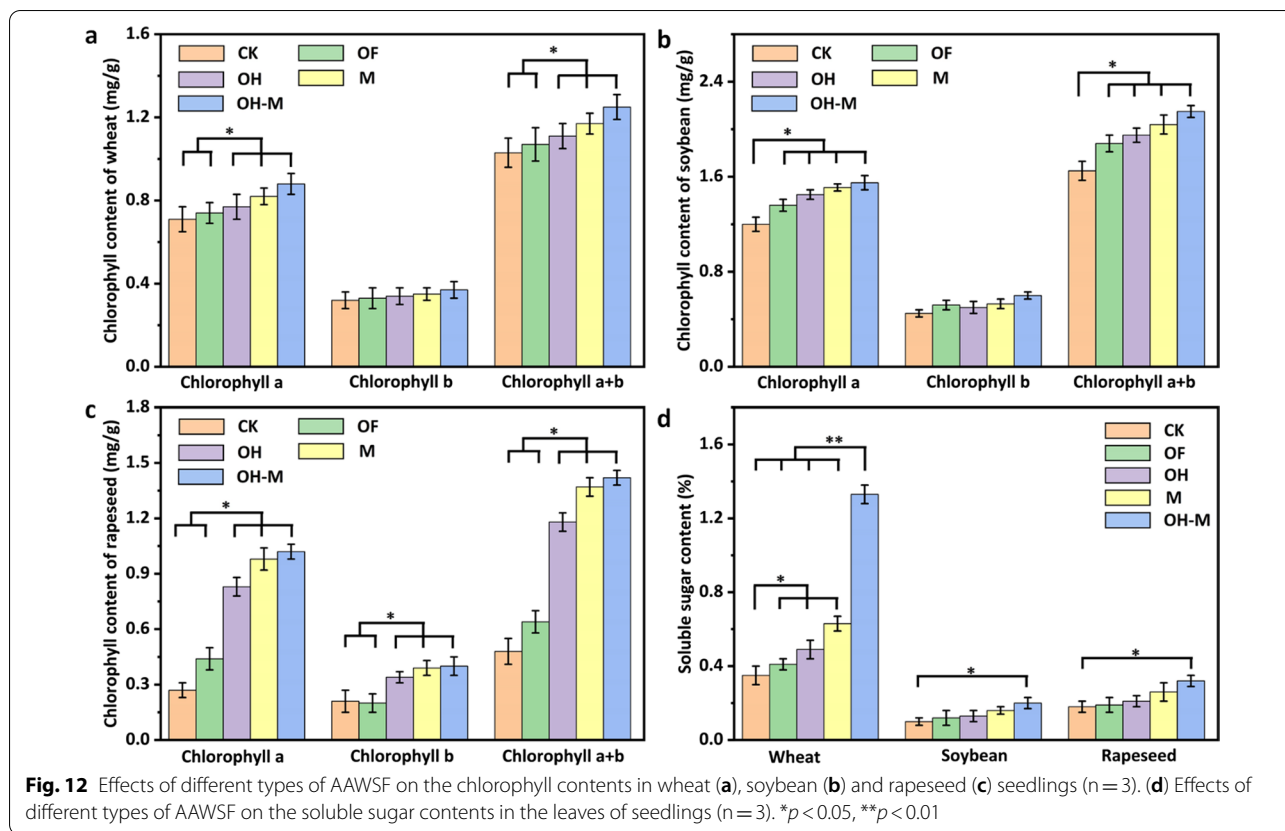 a
CK OF
OH M
OH-M
*
*
Chlorophyll content of wheat (mg/g)
1.6
1.2
0.8
0.4
0.0
Chlorophyll a Chlorophyll b Chlorophyll a+b
b
CK OF
OH M
OH-M
*
*
Chlorophyll content of soybean (mg/g)
2.4
1.8
1.2
0.6
0.0
Chlorophyll a Chlorophyll b Chlorophyll a+b
c
CK OF
OH M
OH-M
*
*
*
Chlorophyll content of rapeseed (mg/g)
1.8
1.5
1.2
0.9
0.6
0.3
0.0
Chlorophyll a Chlorophyll b Chlorophyll a+b
d
CK
OF
OH
M
OH-M
**
*
*
*
Soluble sugar content (%)
1.6
1.2
0.8
0.4
0.0
Wheat Soybean Rapeseed
Fig. 12 Effects of different types of AAWSF on the chlorophyll contents in wheat (a), soybean (b) and rapeseed (c) seedlings (n = 3). (d) Effects of
different types of AAWSF on the soluble sugar contents in the leaves of seedlings (n = 3). *p < 0.05, **p < 0.01